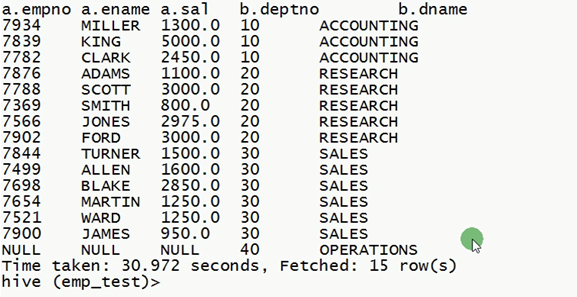 a.empno a.ename a.sal b.deptno b.dname
7934 MILLER 1300.0 10 ACCOUNTING
7839 KING 5000.0 10 ACCOUNTING
7782 CLARK 2450.0 10 ACCOUNTING
7876 ADAMS 1100.0 20 RESEARCH
7788 SCOTT 3000.0 20 RESEARCH
7369 SMITH 800.0 20 RESEARCH
7566 JONES 2975.0 20 RESEARCH
7902 FORD 3000.0 20 RESEARCH
7844 TURNER 1500.0 30 SALES
7499 ALLEN 1600.0 30 SALES
7698 BLAKE 2850.0 30 SALES
7654 MARTIN 1250.0 30 SALES
7521 WARD 1250.0 30 SALES
7900 JAMES 950.0 30 SALES
NULL NULL NULL 40 OPERATIONS
Time taken: 30.972 seconds, Fetched: 15 row(s)
hive (emp_test)>